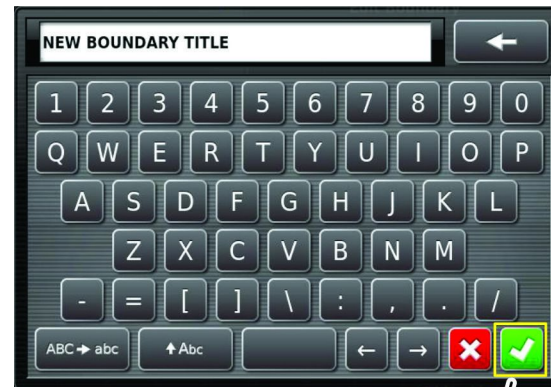 NEW BOUNDARY TITLE ←
1 2 3 4 5 6 7 8 9 0
Q W E R T Y U I O P
A S D F G H J K L
Z X C V B N M
- = [ ] \ : , . /
ABC → abc ↑ Abc ← →